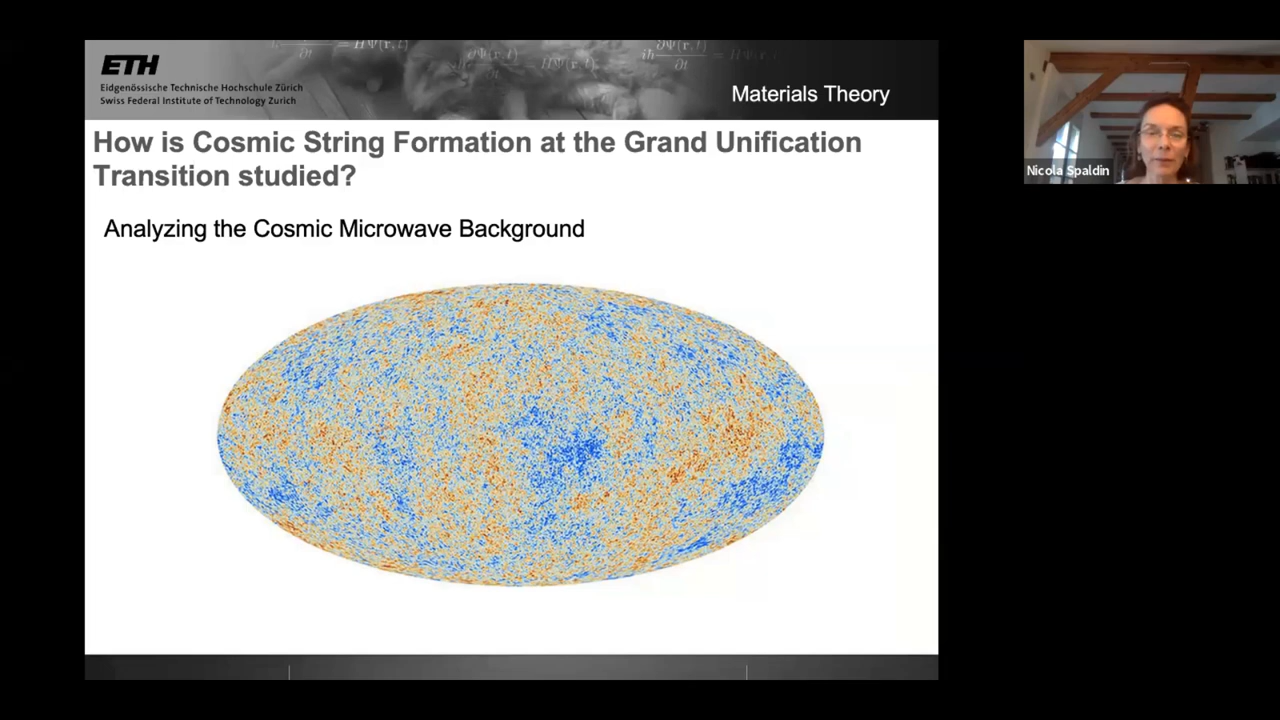 ETH
Eidgenössische Technische Hochschule Zürich
Swiss Federal Institute of Technology Zurich
Materials Theory
How is Cosmic String Formation at the Grand Unification
Transition studied?
Analyzing the Cosmic Microwave Background
Nicola Spaldin